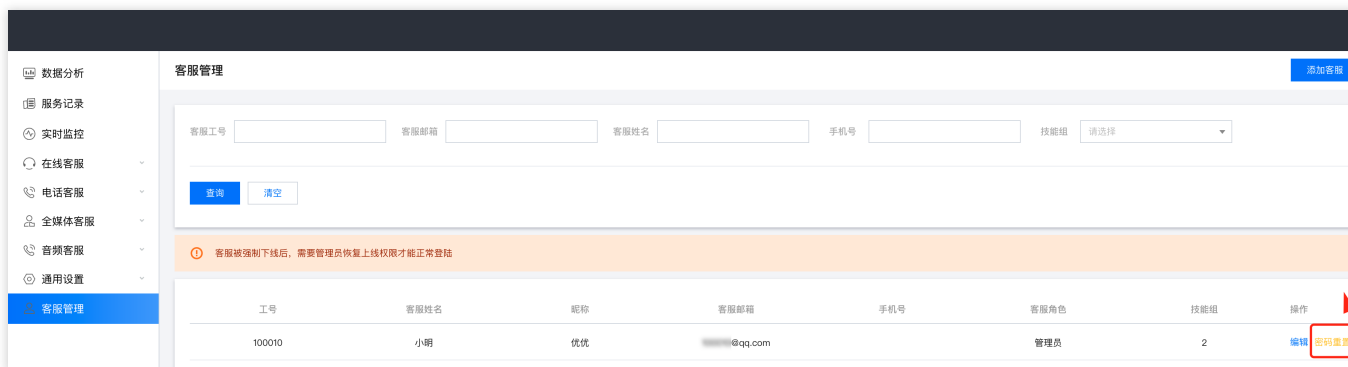 数据分析
服务记录
实时监控
在线客服
电话客服
全媒体客服
音频客服
通用设置
客服管理
客服管理
添加客服
客服工号 客服邮箱 客服姓名 手机号 技能组 请选择
查询 清空
客服被强制下线后，需要管理员恢复上线权限才能正常登陆
工号 客服姓名 昵称 客服邮箱 手机号 客服角色 技能组 操作
100010 小明 优优 @qq.com 管理员 2 编辑 密码重置